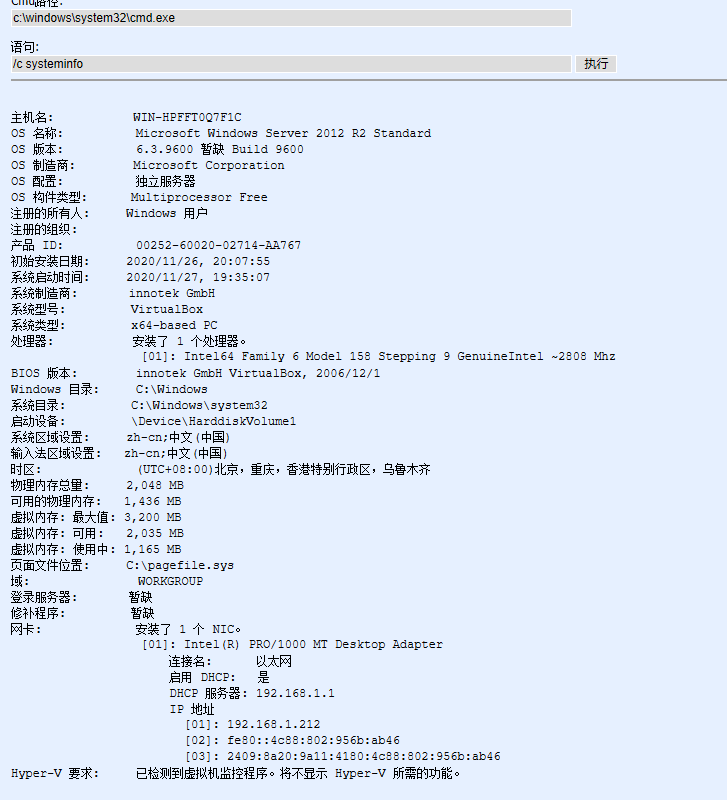 Cmd路径:
c:\windows\system32\cmd.exe
语句:
/c systeminfo 执行
主机名: WIN-HPFFT0Q7F1C
OS 名称: Microsoft Windows Server 2012 R2 Standard
OS 版本: 6.3.9600 暂缺 Build 9600
OS 制造商: Microsoft Corporation
OS 配置: 独立服务器
OS 构件类型: Multiprocessor Free
注册的所有人: Windows 用户
注册的组织:
产品 ID: 00252-60020-02714-AA767
初始安装日期: 2020/11/26, 20:07:55
系统启动时间: 2020/11/27, 19:35:07
系统制造商: innotek GmbH
系统型号: VirtualBox
系统类型: x64-based PC
处理器: 安装了 1 个处理器。
[01]: Intel64 Family 6 Model 158 Stepping 9 GenuineIntel ~2808 Mhz
BIOS 版本: innotek GmbH VirtualBox, 2006/12/1
Windows 目录: C:\Windows
系统目录: C:\Windows\system32
启动设备: \Device\HarddiskVolume1
系统区域设置: zh-cn;中文(中国)
输入法区域设置: zh-cn;中文(中国)
时区: (UTC+08:00)北京，重庆，香港特别行政区，乌鲁木齐
物理内存总量: 2,048 MB
可用的物理内存: 1,436 MB
虚拟内存: 最大值: 3,200 MB
虚拟内存: 可用: 2,035 MB
虚拟内存: 使用中: 1,165 MB
页面文件位置: C:\pagefile.sys
域: WORKGROUP
登录服务器: 暂缺
修补程序: 暂缺
网卡: 安装了 1 个 NIC。
[01]: Intel(R) PRO/1000 MT Desktop Adapter
连接名: 以太网
启用 DHCP: 是
DHCP 服务器: 192.168.1.1
IP 地址
[01]: 192.168.1.212
[02]: fe80::4c88:802:956b:ab46
[03]: 2409:8a20:9a11:4180:4c88:802:956b:ab46
Hyper-V 要求: 已检测到虚拟机监控程序。将不显示 Hyper-V 所需的功能。